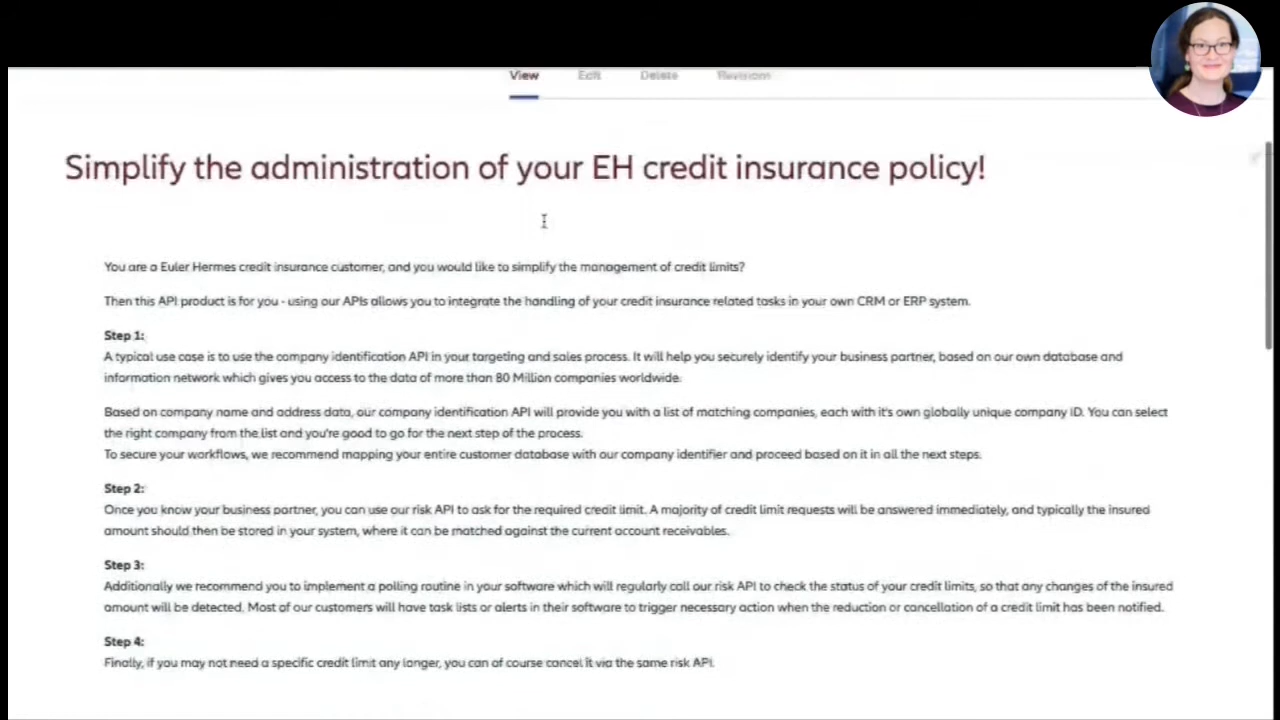 View Edit Delete Revisions
Simplify the administration of your EH credit insurance policy!
You are a Euler Hermes credit insurance customer, and you would like to simplify the management of credit limits?
Then this API product is for you - using our APIs allows you to integrate the handling of your credit insurance related tasks in your own CRM or ERP system.
Step 1:
A typical use case is to use the company identification API in your targeting and sales process. It will help you securely identify your business partner, based on our own database and
information network which gives you access to the data of more than 80 Million companies worldwide.
Based on company name and address data, our company identification API will provide you with a list of matching companies, each with it's own globally unique company ID. You can select
the right company from the list and you're good to go for the next step of the process.
To secure your workflows, we recommend mapping your entire customer database with our company identifier and proceed based on it in all the next steps.
Step 2:
Once you know your business partner, you can use our risk API to ask for the required credit limit. A majority of credit limit requests will be answered immediately, and typically the insured
amount should then be stored in your system, where it can be matched against the current account receivables.
Step 3:
Additionally we recommend you to implement a polling routine in your software which will regularly call our risk API to check the status of your credit limits, so that any changes of the insured
amount will be detected. Most of our customers will have task lists or alerts in their software to trigger necessary action when the reduction or cancellation of a credit limit has been notified.
Step 4:
Finally, if you may not need a specific credit limit any longer, you can of course cancel it via the same risk API.